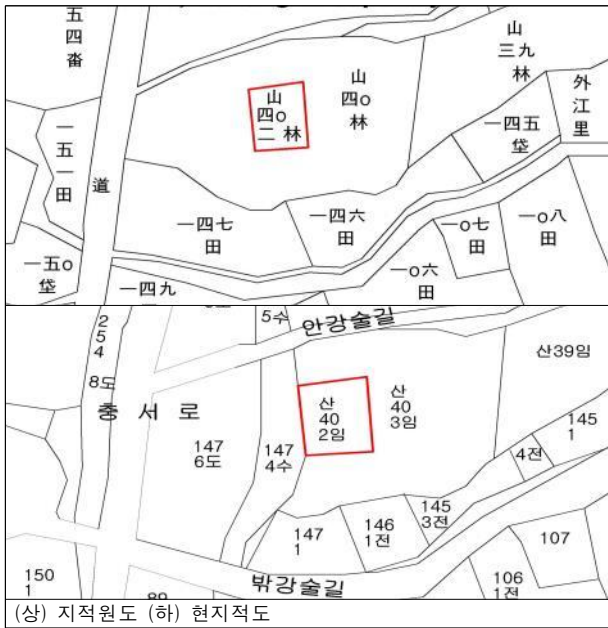 五四畓
山三九林
外江里
山四o林
山四o二林
一四五垈
一五一田
道
一四七田
一四六田
一o七田
一o八田
一五o垈
一四九
一o六田
254
8도
5수
안강술길
산39임
충서로
산
40
2임
산
40
3임
147
6도
147
4수
145
1
4전
147
1
146
1전
145
3전
107
150
1
밖강술길
106
1전
89
(상) 지적원도 (하) 현지적도